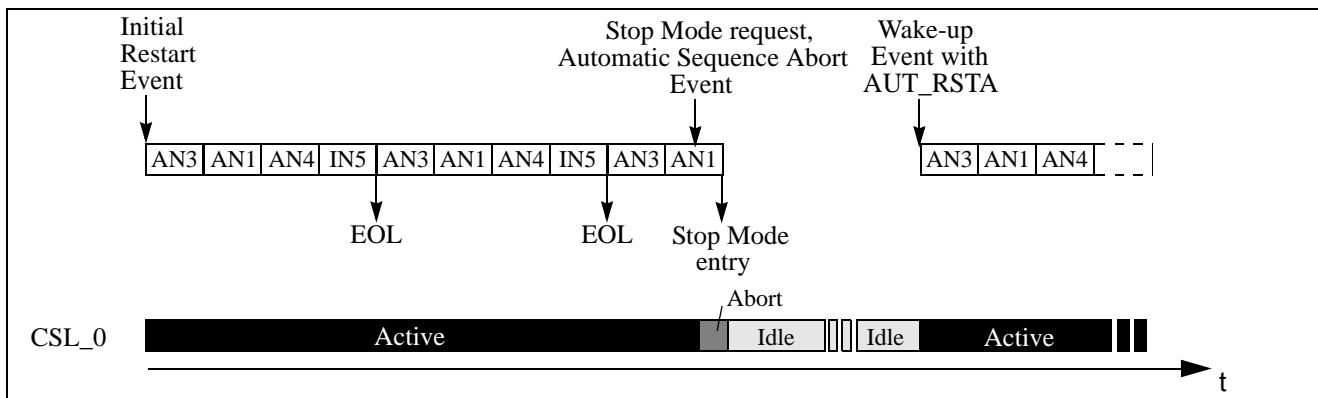 Initial
Restart
Event
Stop Mode request,
Automatic Sequence Abort
Event
Wake-up
Event with
AUT_RSTA
AN3 AN1 AN4 IN5 AN3 AN1 AN4 IN5 AN3 AN1
AN3 AN1 AN4
EOL
EOL
Stop Mode
entry
Abort
CSL_0
Active
Idle
Idle
Active
t